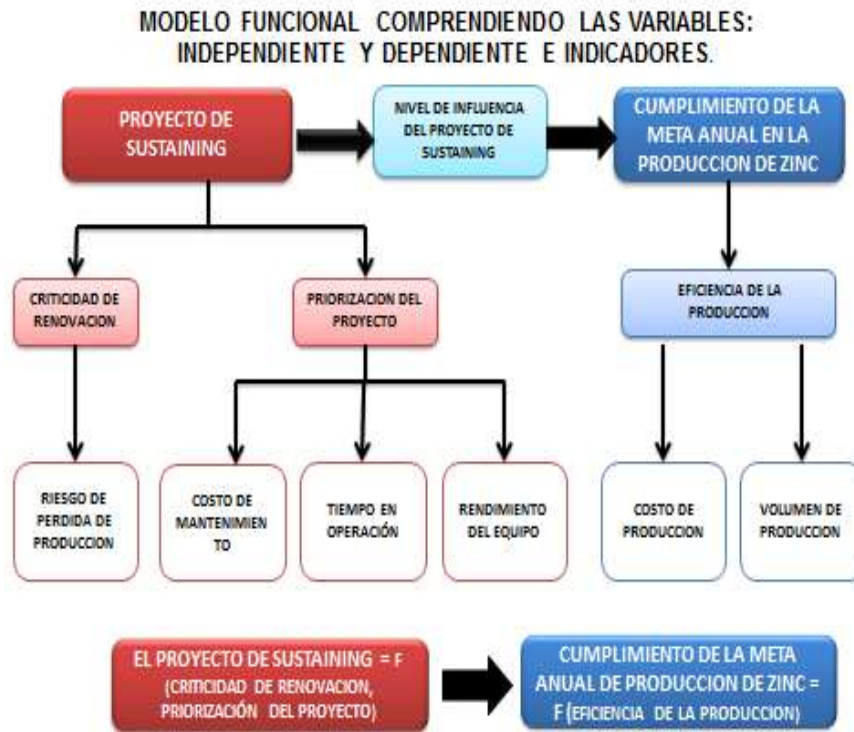 MODELO FUNCIONAL COMPRENDIENDO LAS VARIABLES:
INDEPENDIENTE Y DEPENDIENTE E INDICADORES.
PROYECTO DE
SUSTAINING
NIVEL DE INFLUENCIA
DEL PROYECTO DE
SUSTAINING
CUMPLIMIENTO DE LA
META ANUAL EN LA
PRODUCCION DE ZINC
CRITICIDAD DE
RENOVACION
PRIORIZACION DEL
PROYECTO
EFICIENCIA DE LA
PRODUCCION
RIESGO DE
PERDIDA DE
PRODUCCION
COSTO DE
MANTENIMIEN
TO
TIEMPO EN
OPERACIÓN
RENDIMIENTO
DEL EQUIPO
COSTO DE
PRODUCCION
VOLUMEN DE
PRODUCCION
EL PROYECTO DE SUSTAINING = F
(CRITICIDAD DE RENOVACION,
PRIORIZACIÓN DEL PROYECTO)
CUMPLIMIENTO DE LA META
ANUAL DE PRODUCCION DE ZINC =
F (EFICIENCIA DE LA PRODUCCION)